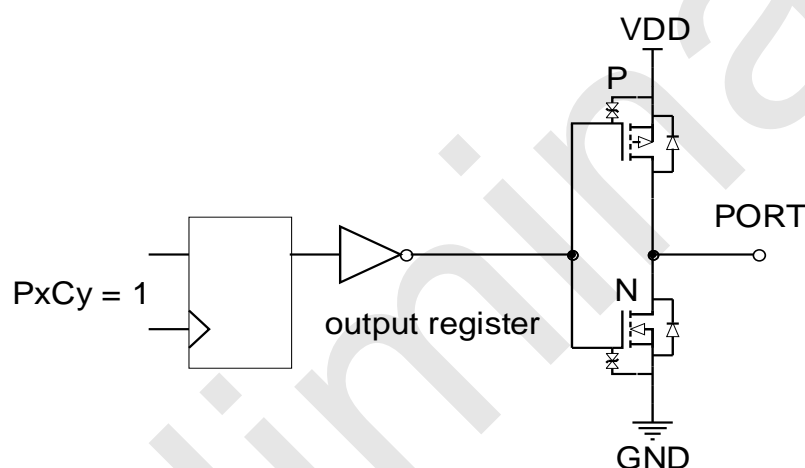 VDD
P
PORT
PxCy = 1
N
output register
GND